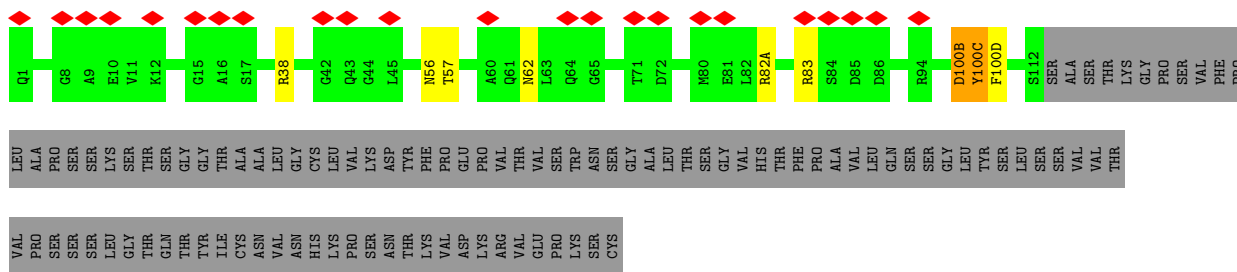 Q1 G8 A9 E10 V11 K12 G15 A16 S17 R38 G42 Q43 G44 L45 N56 T57 A60 Q61 N62 L63 Q64 G65 T71 D72 M80 E81 L82 R82A R83 S84 D85 D86 R94 D100B Y100C F100D S112 SER ALA SER THR LYS GLY PRO SER VAL PHE PRO
LEU ALA PRO SER SER LYS SER THR SER GLY GLY THR ALA ALA LEU GLY CYS LEU VAL LYS ASP TYR PHE PRO GLU PRO VAL THR VAL SER TRP ASN SER GLY ALA LEU THR SER GLY VAL HIS THR PHE PRO ALA VAL LEU GLN SER SER GLY LEU TYR SER LEU SER SER VAL VAL THR
VAL PRO SER SER SER LEU GLY THR GLN THR TYR ILE CYS ASN VAL ASN HIS LYS PRO SER ASN THR LYS VAL ASP LYS ARG VAL GLU PRO LYS SER CYS